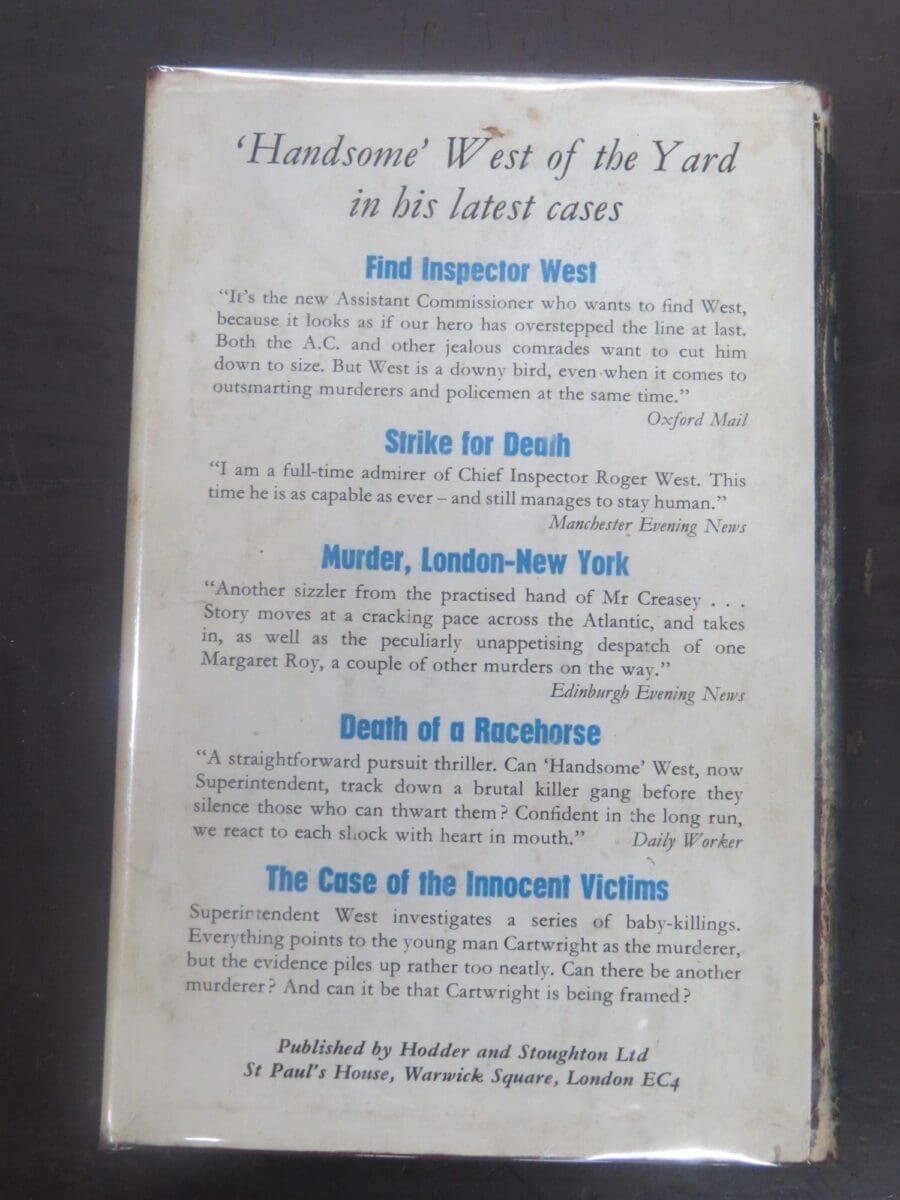 ‘Handsome’ West of the Yard
in his latest cases
Find Inspector West
“It's the new Assistant Commissioner who wants to find West,
because it looks as if our hero has overstepped the line at last.
Both the A.C. and other jealous comrades want to cut him
down to size. But West is a downy bird, even when it comes to
outsmarting murderers and policemen at the same time.”
Oxford Mail
Strike for Death
“I am a full-time admirer of Chief Inspector Roger West. This
time he is as capable as ever – and still manages to stay human.”
Manchester Evening News
Murder, London-New York
“Another sizzler from the practised hand of Mr Creasey . . .
Story moves at a cracking pace across the Atlantic, and takes
in, as well as the peculiarly unappetising despatch of one
Margaret Roy, a couple of other murders on the way.”
Edinburgh Evening News
Death of a Racehorse
“A straightforward pursuit thriller. Can ‘Handsome’ West, now
Superintendent, track down a brutal killer gang before they
silence those who can thwart them? Confident in the long run,
we react to each shock with heart in mouth.” Daily Worker
The Case of the Innocent Victims
Superintendent West investigates a series of baby-killings.
Everything points to the young man Cartwright as the murderer,
but the evidence piles up rather too neatly. Can there be another
murderer? And can it be that Cartwright is being framed?
Published by Hodder and Stoughton Ltd
St Paul's House, Warwick Square, London EC4